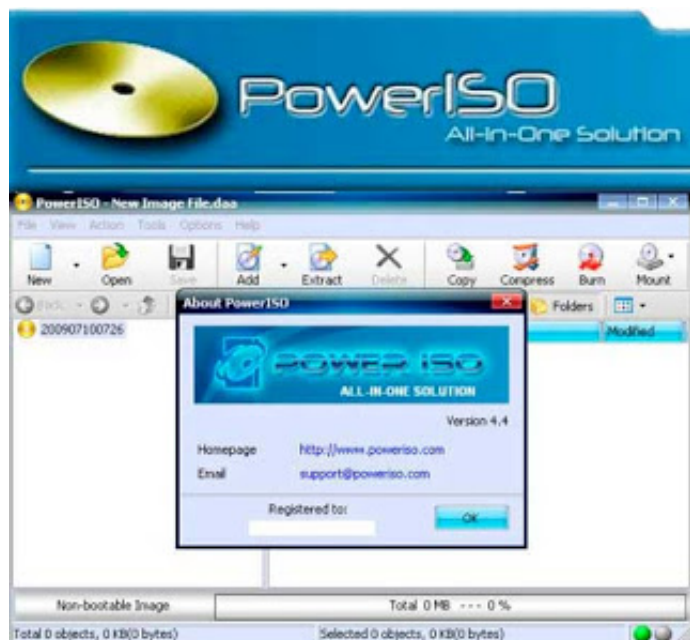 PowerISO
All-In-One Solution
PowerISO - New Image File.daa
File View Action Tools Options Help
New Open Save Add Extract Delete Copy Compress Burn Mount
Back Folders
About PowerISO
200907100726 Modified
POWER ISO
ALL-IN-ONE SOLUTION
Version 4.4
Homepage http://www.poweriso.com
Email support@poweriso.com
Registered to:
OK
Non-bootable Image Total 0 MB --- 0 %
Total 0 objects, 0 KB(0 bytes) Selected 0 objects, 0 KB(0 bytes)